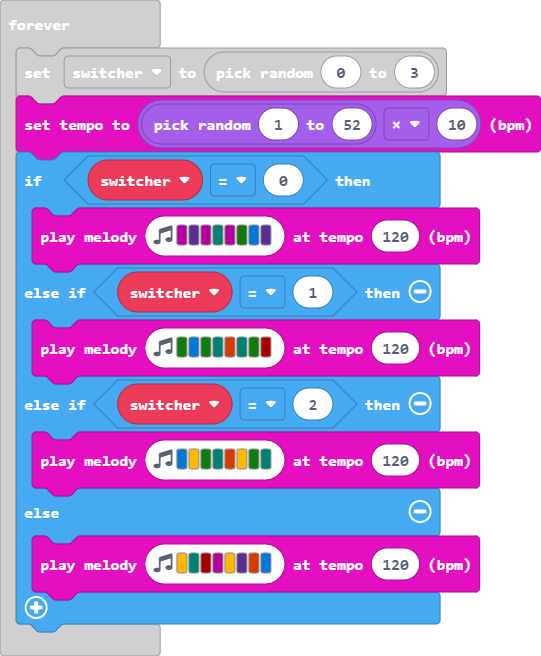 forever
set switcher to pick random 0 to 3
set tempo to pick random 1 to 52 × 10 (bpm)
if switcher = 0 then
play melody at tempo 120 (bpm)
else if switcher = 1 then
play melody at tempo 120 (bpm)
else if switcher = 2 then
play melody at tempo 120 (bpm)
else
play melody at tempo 120 (bpm)